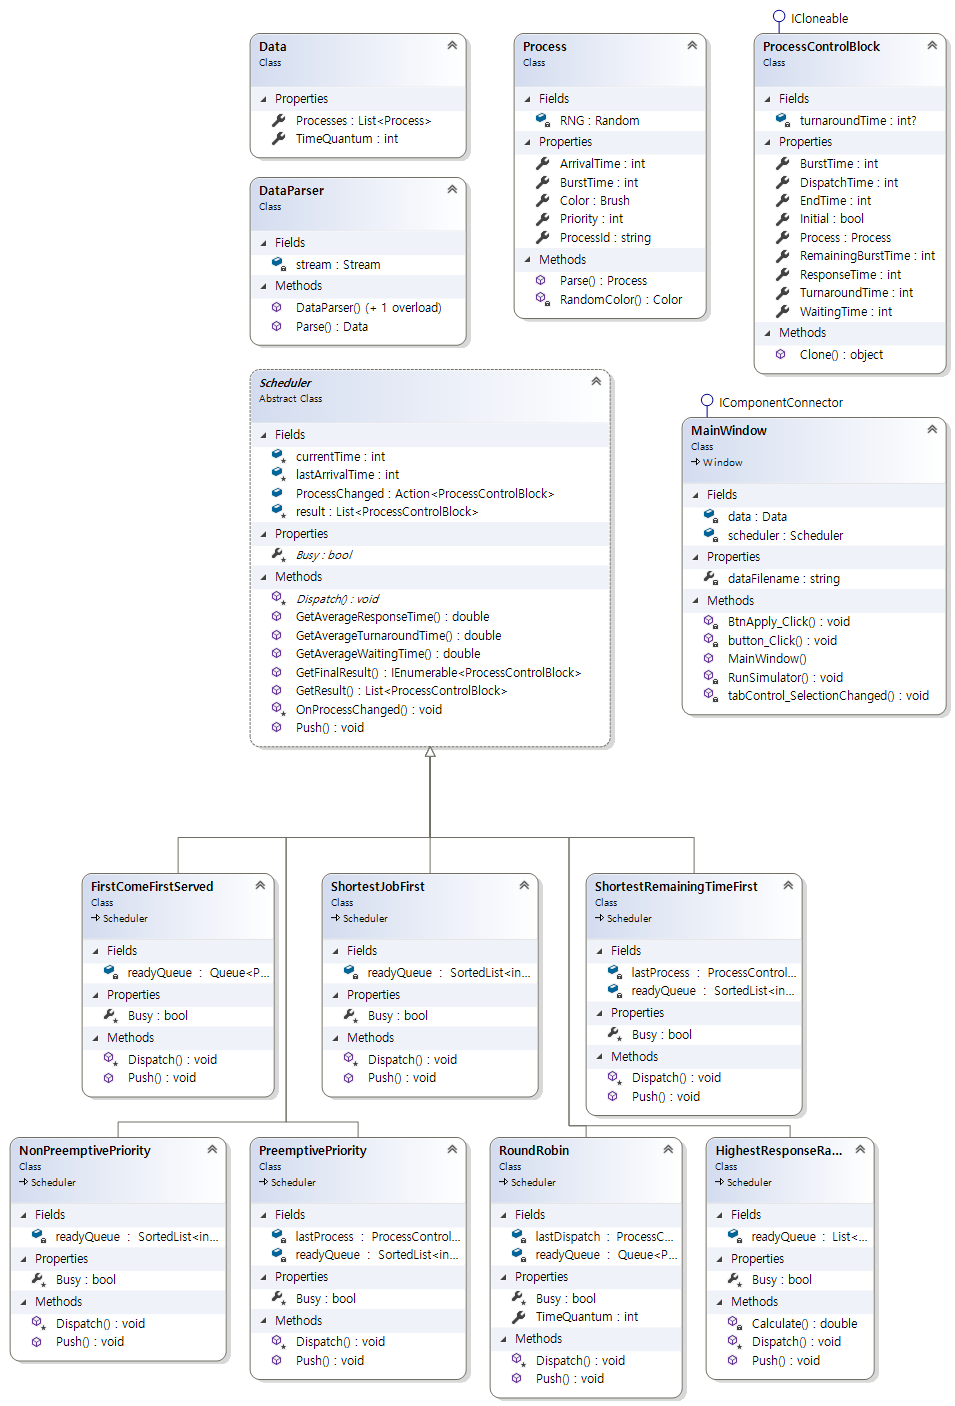 Data
Class
Properties
Processes : List<Process>
TimeQuantum : int
DataParser
Class
Fields
stream : Stream
Methods
DataParser() (+ 1 overload)
Parse() : Data
Process
Class
Fields
RNG : Random
Properties
ArrivalTime : int
BurstTime : int
Color : Brush
Priority : int
ProcessId : string
Methods
Parse() : Process
RandomColor() : Color
ICloneable
ProcessControlBlock
Class
Fields
turnaroundTime : int?
Properties
BurstTime : int
DispatchTime : int
EndTime : int
Initial : bool
Process : Process
RemainingBurstTime : int
ResponseTime : int
TurnaroundTime : int
WaitingTime : int
Methods
Clone() : object
Scheduler
Abstract Class
Fields
currentTime : int
lastArrivalTime : int
ProcessChanged : Action<ProcessControlBlock>
result : List<ProcessControlBlock>
Properties
Busy : bool
Methods
Dispatch() : void
GetAverageResponseTime() : double
GetAverageTurnaroundTime() : double
GetAverageWaitingTime() : double
GetFinalResult() : IEnumerable<ProcessControlBlock>
GetResult() : List<ProcessControlBlock>
OnProcessChanged() : void
Push() : void
IComponentConnector
MainWindow
Class
Window
Fields
data : Data
scheduler : Scheduler
Properties
dataFilename : string
Methods
BtnApply_Click() : void
button_Click() : void
MainWindow()
RunSimulator() : void
tabControl_SelectionChanged() : void
FirstComeFirstServed
Class
Scheduler
Fields
readyQueue : Queue<P...
Properties
Busy : bool
Methods
Dispatch() : void
Push() : void
ShortestJobFirst
Class
Scheduler
Fields
readyQueue : SortedList<in...
Properties
Busy : bool
Methods
Dispatch() : void
Push() : void
ShortestRemainingTimeFirst
Class
Scheduler
Fields
lastProcess : ProcessControl...
readyQueue : SortedList<in...
Properties
Busy : bool
Methods
Dispatch() : void
Push() : void
NonPreemptivePriority
Class
Scheduler
Fields
readyQueue : SortedList<in...
Properties
Busy : bool
Methods
Dispatch() : void
Push() : void
PreemptivePriority
Class
Scheduler
Fields
lastProcess : ProcessControl...
readyQueue : SortedList<in...
Properties
Busy : bool
Methods
Dispatch() : void
Push() : void
RoundRobin
Class
Scheduler
Fields
lastDispatch : ProcessC...
readyQueue : Queue<P...
Properties
Busy : bool
TimeQuantum : int
Methods
Dispatch() : void
Push() : void
HighestResponseRa...
Class
Scheduler
Fields
readyQueue : List<...
Properties
Busy : bool
Methods
Calculate() : double
Dispatch() : void
Push() : void